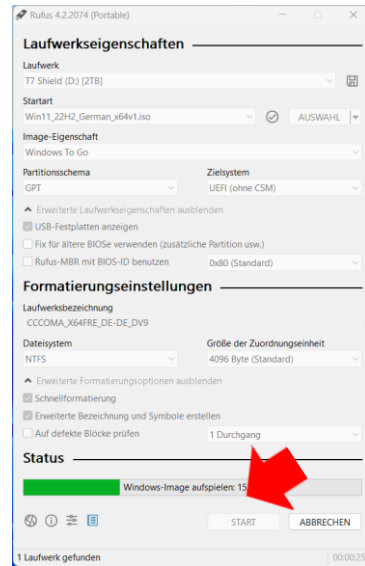 Rufus 4.2.2074 (Portable)
Laufwerkseigenschaften
Laufwerk
T7 Shield (D:) [2TB]
Startart
Win11_22H2_German_x64v1.iso
AUSWAHL
Image-Eigenschaft
Windows To Go
Partitionsschema
Zielsystem
GPT
UEFI (ohne CSM)
Erweiterte Laufwerkseigenschaften ausblenden
USB-Festplatten anzeigen
Fix für ältere BIOSe verwenden (zusätzliche Partition usw.)
Rufus-MBR mit BIOS-ID benutzen
0x80 (Standard)
Formatierungseinstellungen
Laufwerksbezeichnung
CCCOMA_X64FRE_DE-DE_DV9
Dateisystem
Größe der Zuordnungseinheit
NTFS
4096 Byte (Standard)
Erweiterte Formatierungsoptionen ausblenden
Schnellformatierung
Erweiterte Bezeichnung und Symbole erstellen
Auf defekte Blöcke prüfen
1 Durchgang
Status
Windows-Image aufspielen: 15
START
ABBRECHEN
1 Laufwerk gefunden
00:00:25